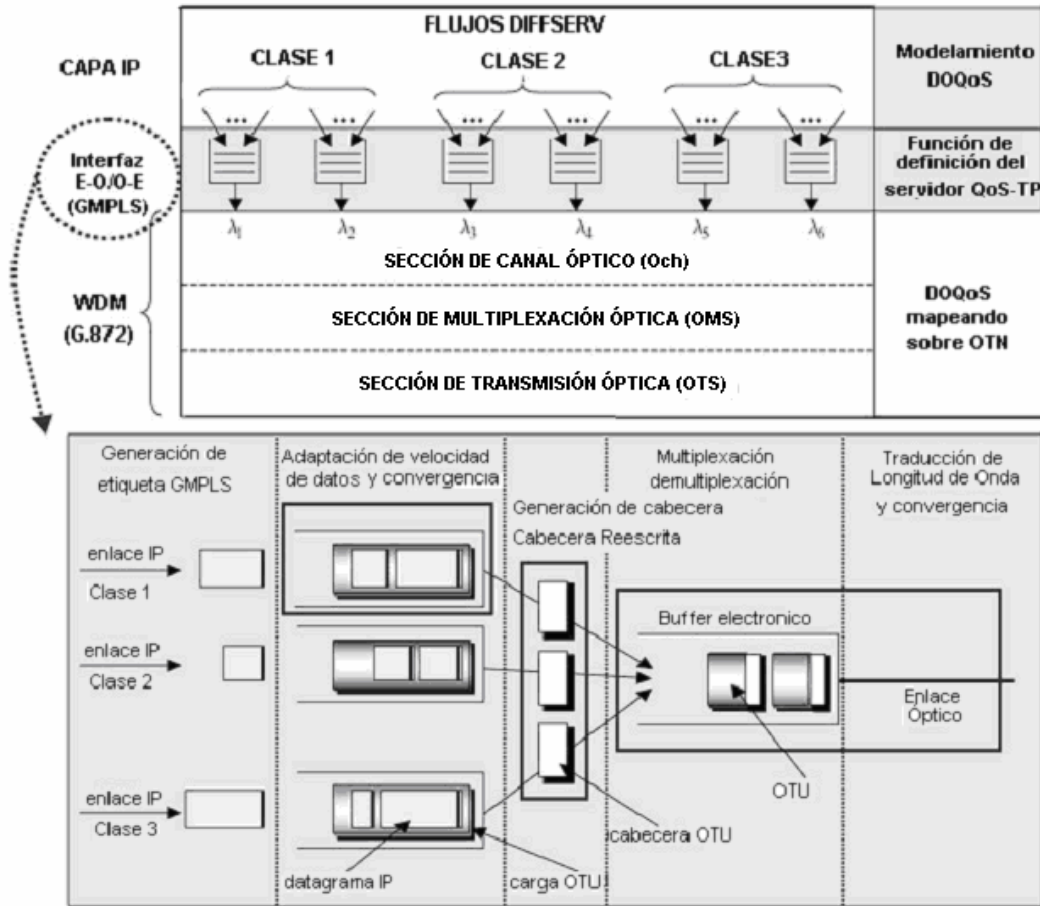 FLUJOS DIFFSERV
CAPA IP
CLASE 1
CLASE 2
CLASE3
Modelamiento
DOQoS
...
...
...
...
...
...
Interfaz
E-O/O-E
(GMPLS)
Función de
definición del
servidor QoS-TP
λ1
λ2
λ3
λ4
λ5
λ6
SECCIÓN DE CANAL ÓPTICO (Och)
WDM
(G.872)
SECCIÓN DE MULTIPLEXACIÓN ÓPTICA (OMS)
DOQoS
mapeando
sobre OTN
SECCIÓN DE TRANSMISIÓN ÓPTICA (OTS)
Generación de
etiqueta GMPLS
Adaptación de velocidad
de datos y convergencia
Generación de cabecera
Cabecera Reescrita
Multiplexación
demultiplexación
Traducción de
Longitud de Onda
y convergencia
enlace IP
Clase 1
enlace IP
Clase 2
enlace IP
Clase 3
Buffer electronico
Enlace
Óptico
OTU
cabecera OTU
datagrama IP
carga OTU